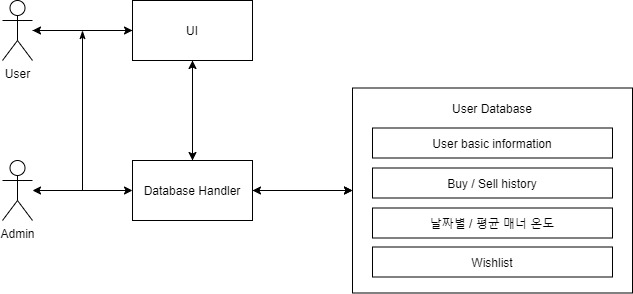 UI
User
User Database
User basic information
Database Handler
Buy / Sell history
날짜별 / 평균 매너 온도
Admin
Wishlist